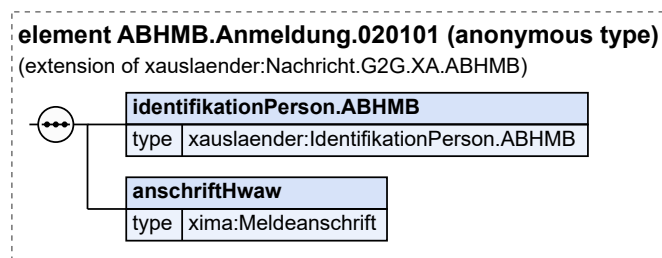 element ABHMB.Anmeldung.020101 (anonymous type)
(extension of xauslaender:Nachricht.G2G.XA.ABHMB)
identifikationPerson.ABHMB
type xauslaender:IdentifikationPerson.ABHMB
anschriftHwaw
type xima:Meldeanschrift